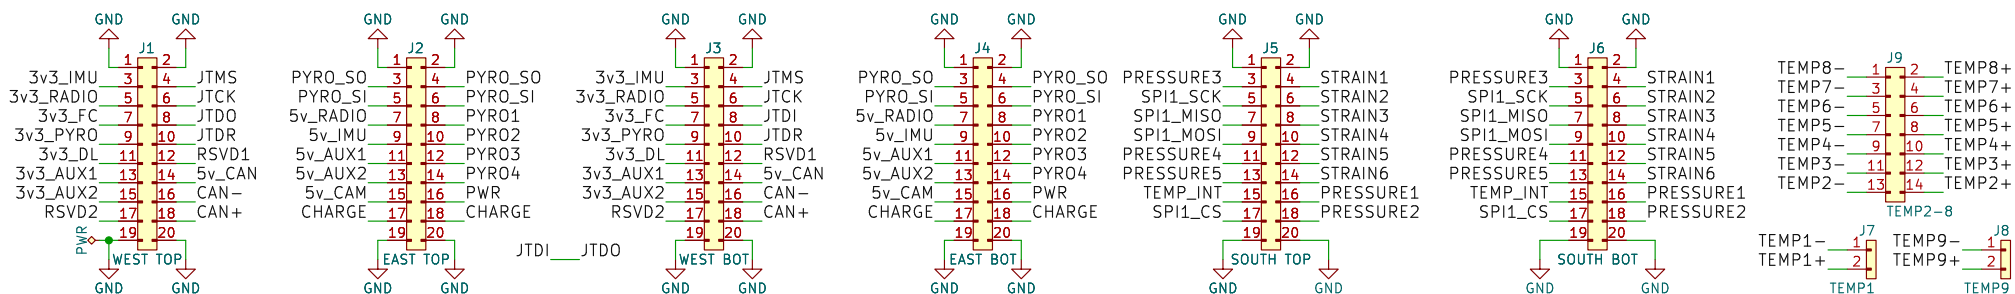 GND GND GND GND GND GND GND GND GND GND GND GND
J1 J2 J3 J4 J5 J6
J1
1 2
3v3_IMU 3 4 JTMS
3v3_RADIO 5 6 JTCK
3v3_FC 7 8 JTDO
3v3_PYRO 9 10 JTDR
3v3_DL 11 12 RSVD1
3v3_AUX1 13 14 5v_CAN
3v3_AUX2 15 16 CAN-
RSVD2 17 18 CAN+
PWR 19 20
WEST TOP
GND GND
J2
1 2
PYRO_SO 3 4 PYRO_SO
PYRO_SI 5 6 PYRO_SI
5v_RADIO 7 8 PYRO1
5v_IMU 9 10 PYRO2
5v_AUX1 11 12 PYRO3
5v_AUX2 13 14 PYRO4
5v_CAM 15 16 PWR
CHARGE 17 18 CHARGE
19 20
EAST TOP
GND GND
JTDI JTDO
J3
1 2
3v3_IMU 3 4 JTMS
3v3_RADIO 5 6 JTCK
3v3_FC 7 8 JTDI
3v3_PYRO 9 10 JTDR
3v3_DL 11 12 RSVD1
3v3_AUX1 13 14 5v_CAN
3v3_AUX2 15 16 CAN-
RSVD2 17 18 CAN+
19 20
WEST BOT
GND GND
J4
1 2
PYRO_SO 3 4 PYRO_SO
PYRO_SI 5 6 PYRO_SI
5v_RADIO 7 8 PYRO1
5v_IMU 9 10 PYRO2
5v_AUX1 11 12 PYRO3
5v_AUX2 13 14 PYRO4
5v_CAM 15 16 PWR
CHARGE 17 18 CHARGE
19 20
EAST BOT
GND GND
J5
1 2
PRESSURE3 3 4 STRAIN1
SPI1_SCK 5 6 STRAIN2
SPI1_MISO 7 8 STRAIN3
SPI1_MOSI 9 10 STRAIN4
PRESSURE4 11 12 STRAIN5
PRESSURE5 13 14 STRAIN6
TEMP_INT 15 16 PRESSURE1
SPI1_CS 17 18 PRESSURE2
19 20
SOUTH TOP
GND GND
J6
1 2
PRESSURE3 3 4 STRAIN1
SPI1_SCK 5 6 STRAIN2
SPI1_MISO 7 8 STRAIN3
SPI1_MOSI 9 10 STRAIN4
PRESSURE4 11 12 STRAIN5
PRESSURE5 13 14 STRAIN6
TEMP_INT 15 16 PRESSURE1
SPI1_CS 17 18 PRESSURE2
19 20
SOUTH BOT
GND GND
J9
TEMP8- 1 2 TEMP8+
TEMP7- 3 4 TEMP7+
TEMP6- 5 6 TEMP6+
TEMP5- 7 8 TEMP5+
TEMP4- 9 10 TEMP4+
TEMP3- 11 12 TEMP3+
TEMP2- 13 14 TEMP2+
TEMP2-8
J7
TEMP1- 1
TEMP1+ 2
TEMP1
J8
TEMP9- 1
TEMP9+ 2
TEMP9